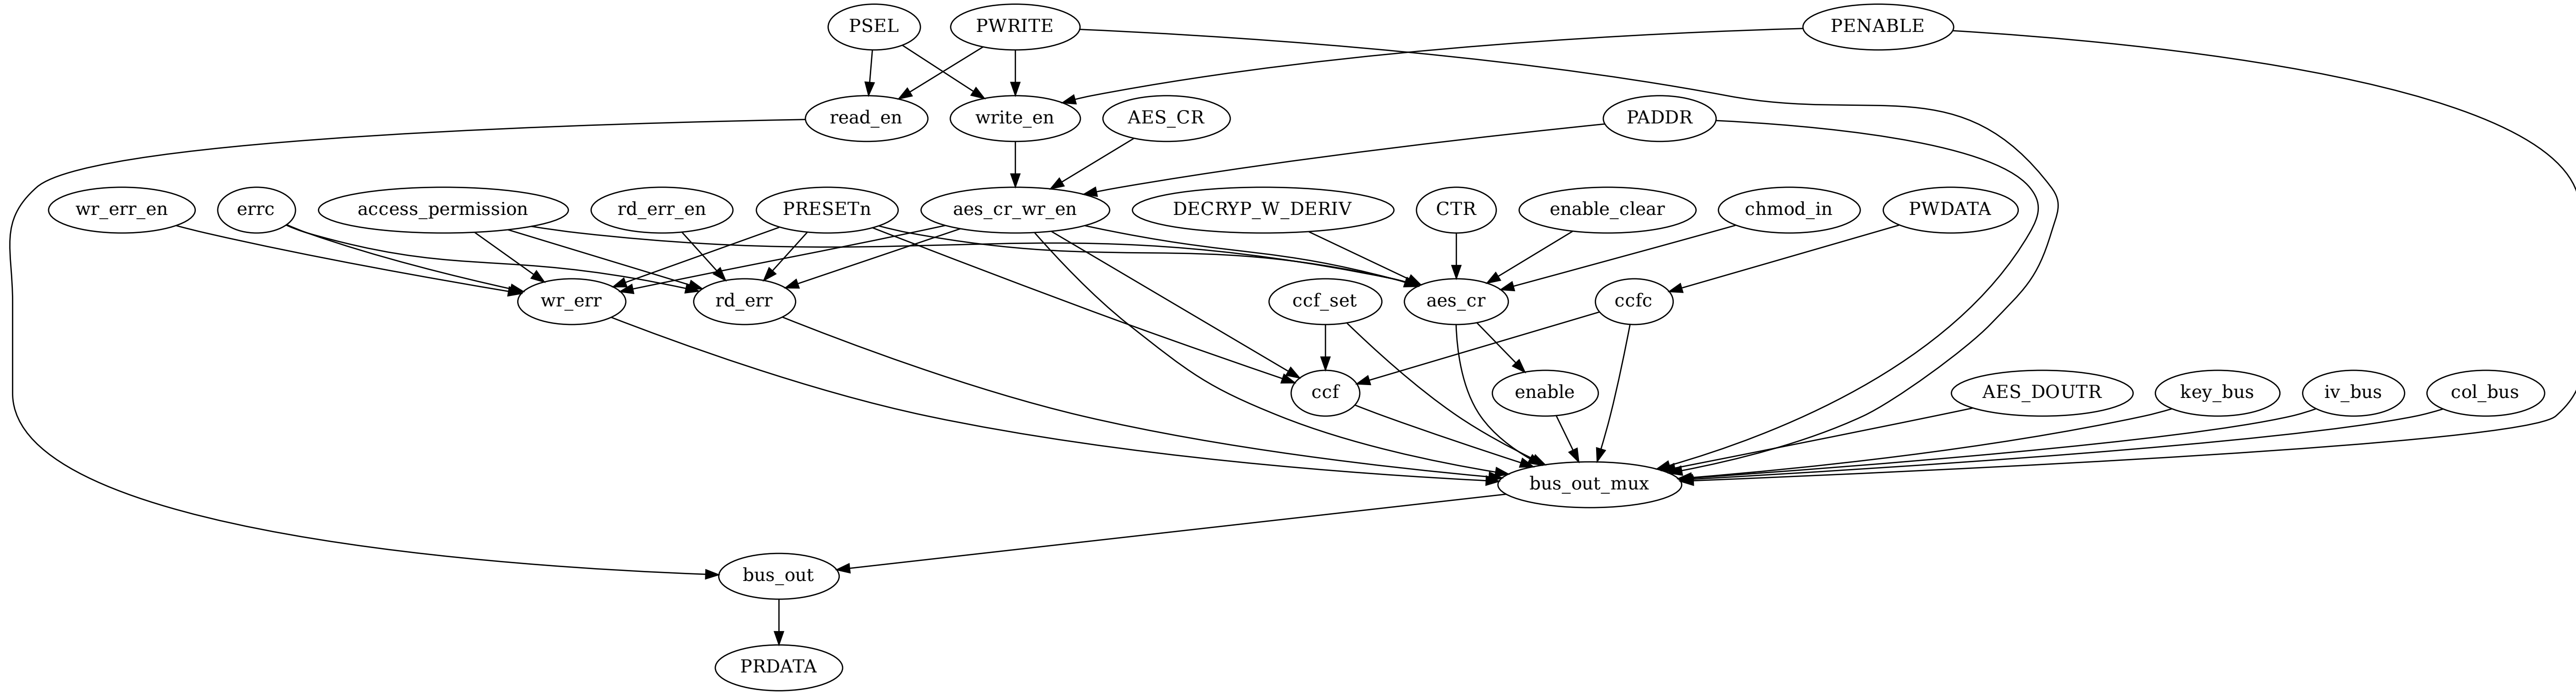 PSEL
PWRITE
PENABLE
read_en
write_en
AES_CR
PADDR
wr_err_en
errc
access_permission
rd_err_en
PRESETn
aes_cr_wr_en
DECRYP_W_DERIV
CTR
enable_clear
chmod_in
PWDATA
wr_err
rd_err
ccf_set
aes_cr
ccfc
ccf
enable
AES_DOUTR
key_bus
iv_bus
col_bus
bus_out_mux
bus_out
PRDATA